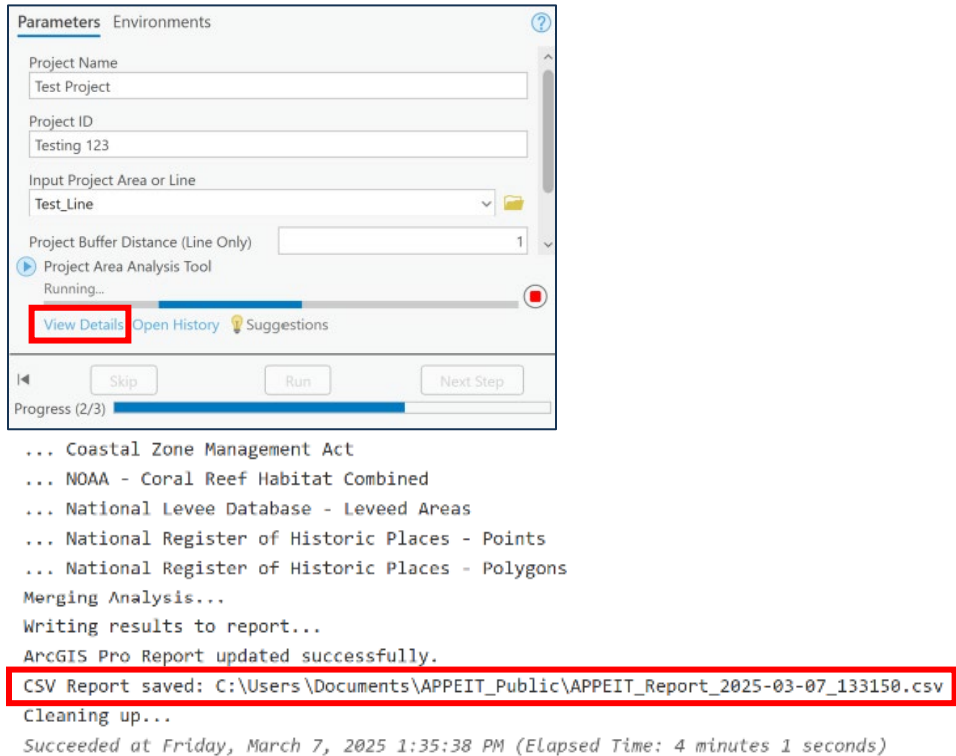 Parameters Environments
Project Name
Test Project
Project ID
Testing 123
Input Project Area or Line
Test_Line
Project Buffer Distance (Line Only) 1
Project Area Analysis Tool
Running...
View Details Open History Suggestions
Skip Run Next Step
Progress (2/3)
... Coastal Zone Management Act
... NOAA - Coral Reef Habitat Combined
... National Levee Database - Leveed Areas
... National Register of Historic Places - Points
... National Register of Historic Places - Polygons
Merging Analysis...
Writing results to report...
ArcGIS Pro Report updated successfully.
CSV Report saved: C:\Users\Documents\APPEIT_Public\APPEIT_Report_2025-03-07_133150.csv
Cleaning up...
Succeeded at Friday, March 7, 2025 1:35:38 PM (Elapsed Time: 4 minutes 1 seconds)